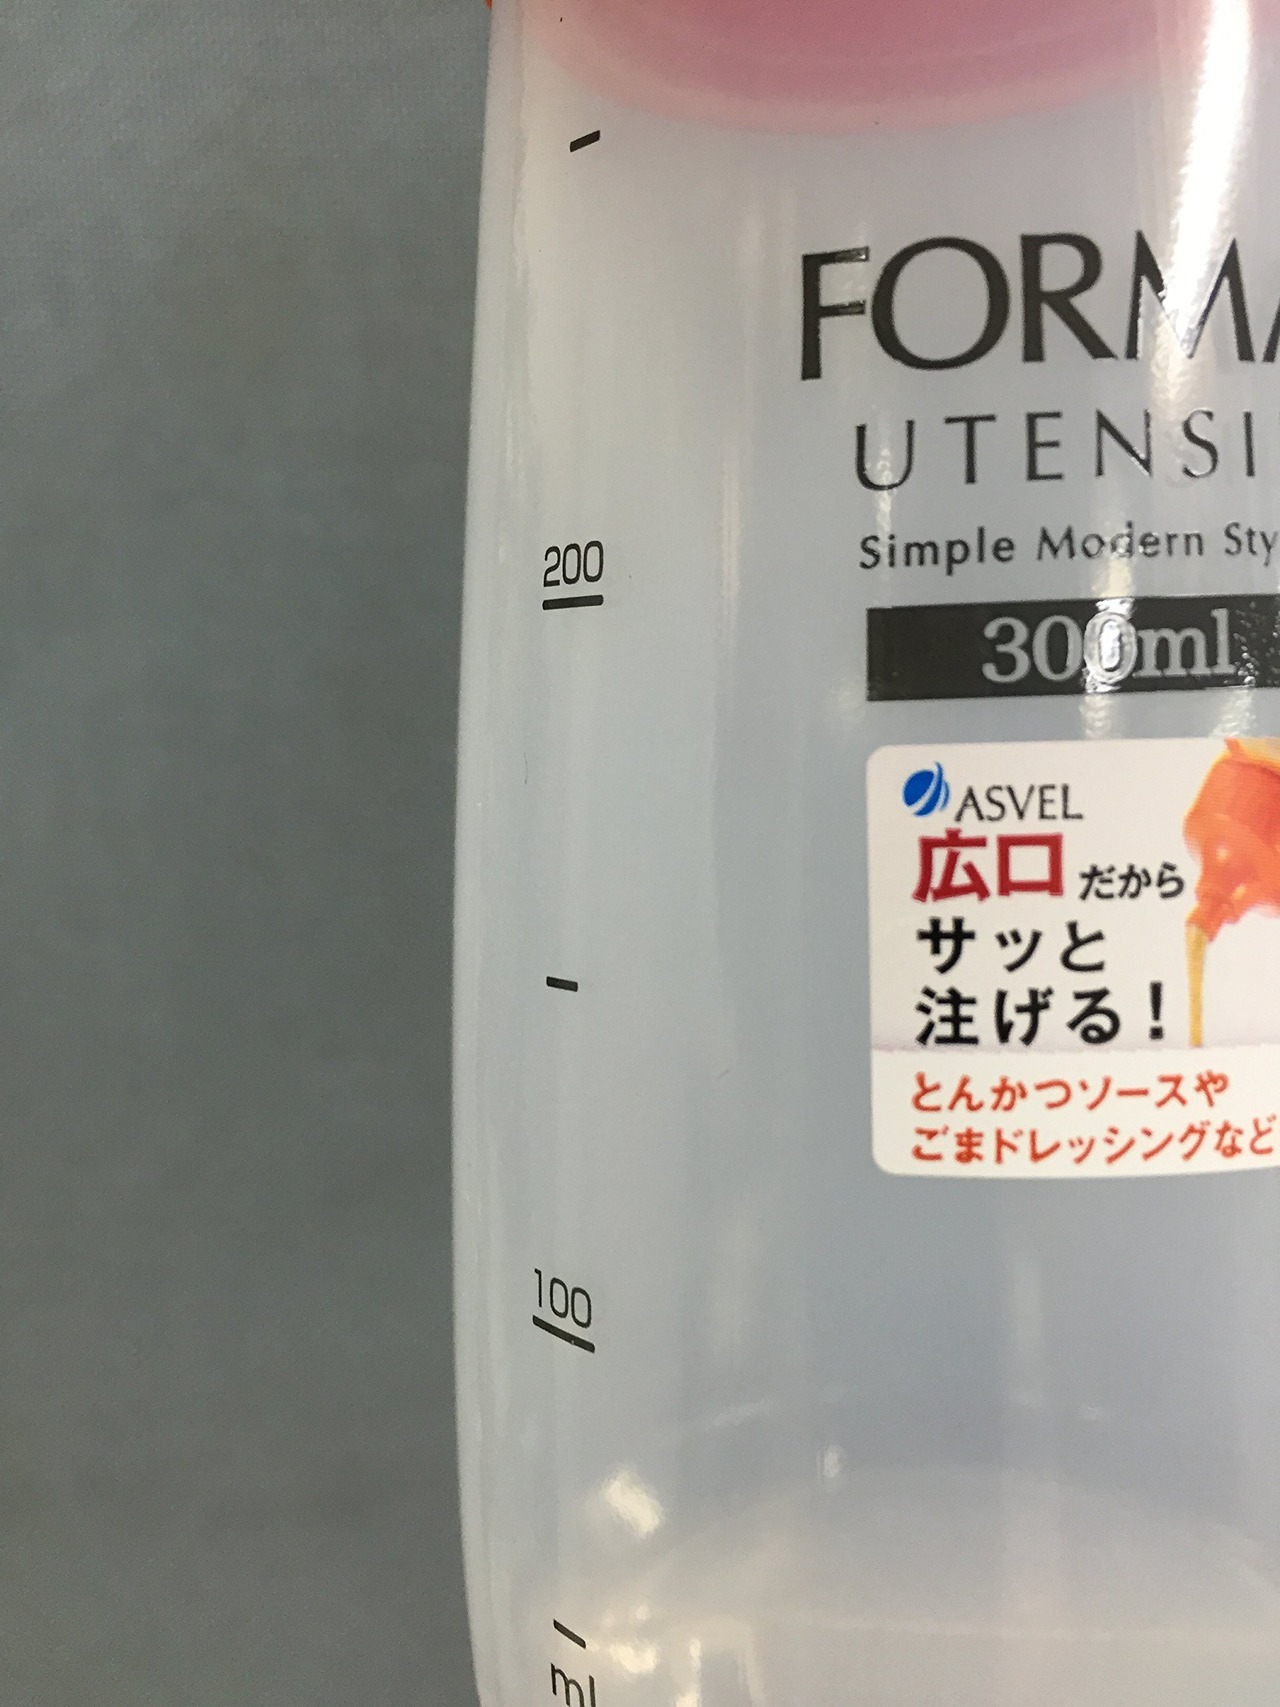 FORMA
UTENSI
Simple Modern Sty
300ml
ASVEL
広口だから
サッと
注げる！
とんかつソースや
ごまドレッシングなど
200
100
ml